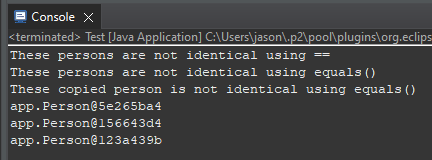 Console
<terminated> Test [Java Application] C:\Users\jason\.p2\pool\plugins\org.eclips
These persons are not identical using ==
These persons are not identical using equals()
These copied person is not identical using equals()
app.Person@5e265ba4
app.Person@156643d4
app.Person@123a439b